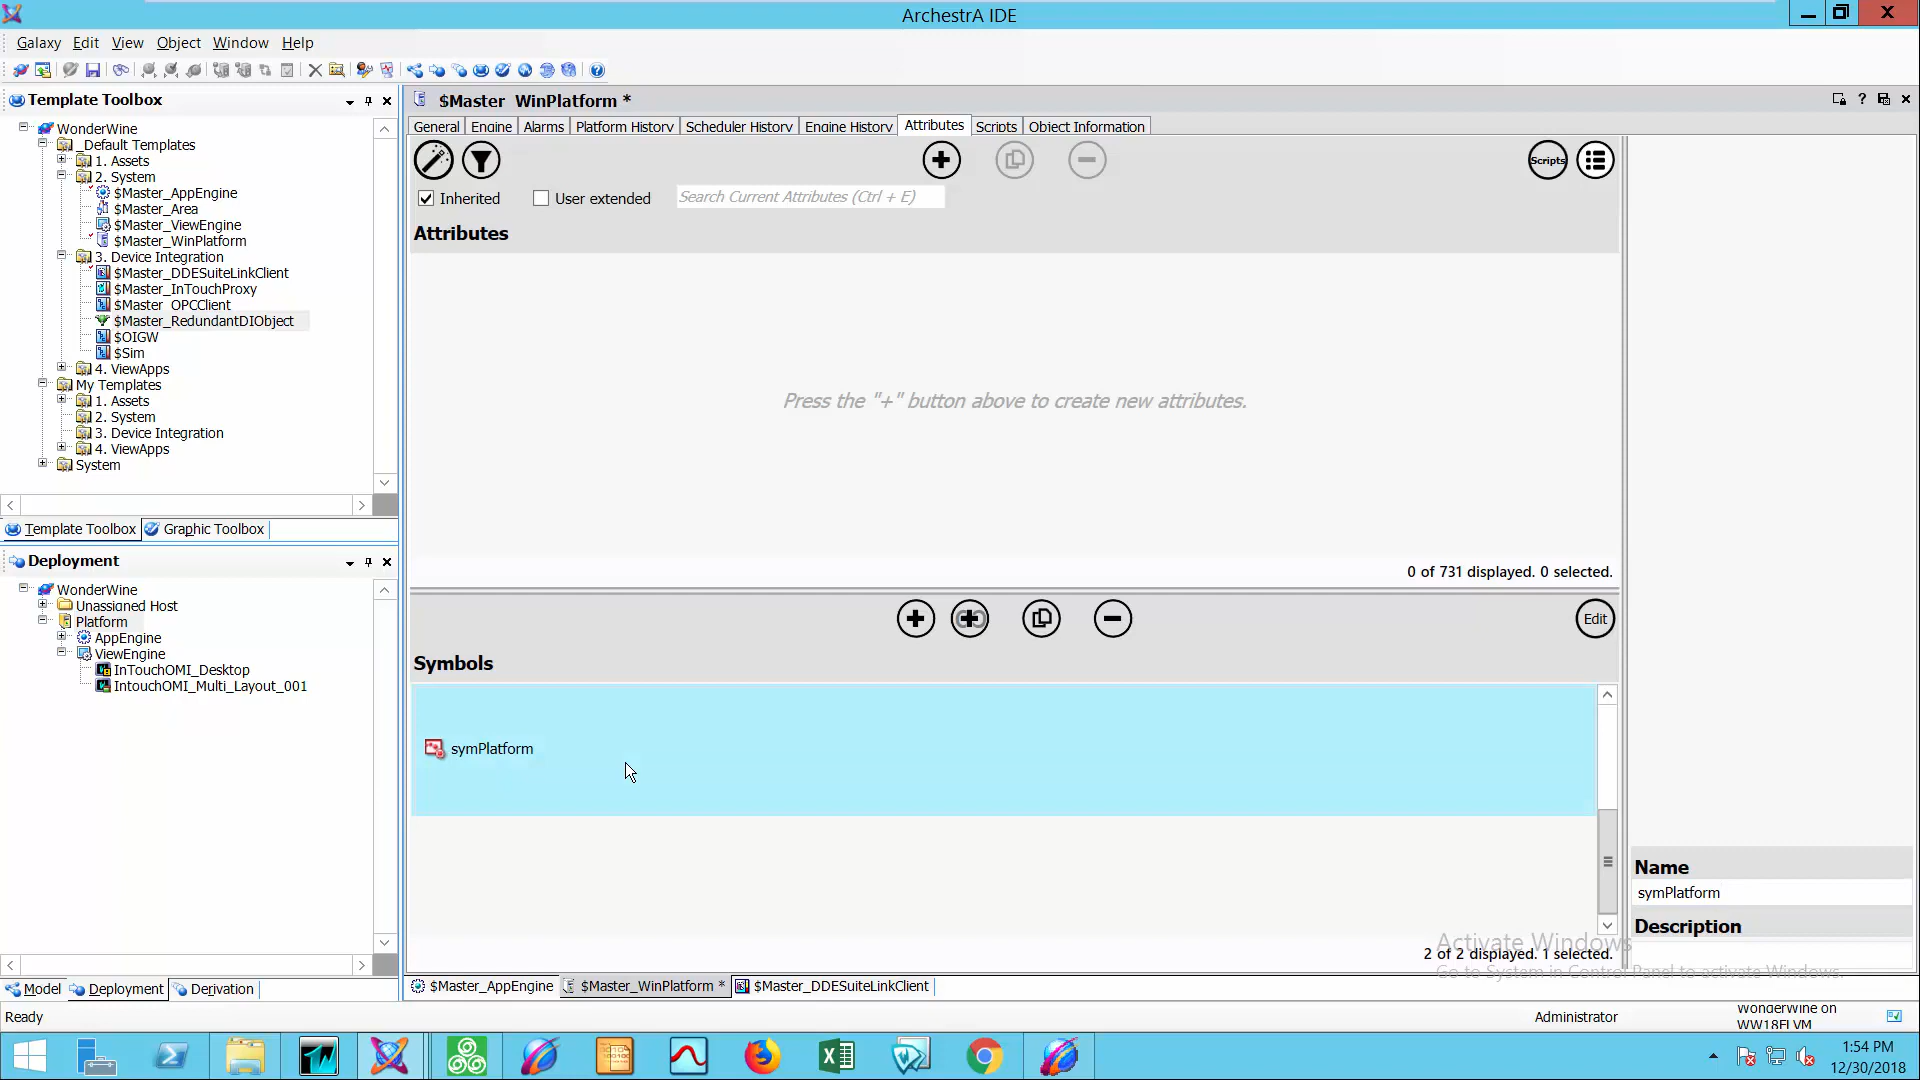 ArchestrA IDE
Galaxy Edit View Object Window Help
Template Toolbox
WonderWine
_Default Templates
1. Assets
2. System
$Master_AppEngine
$Master_Area
$Master_ViewEngine
$Master_WinPlatform
3. Device Integration
$Master_DDESuiteLinkClient
$Master_InTouchProxy
$Master_OPCClient
$Master_RedundantDIObject
$OIGW
$Sim
4. ViewApps
My Templates
1. Assets
2. System
3. Device Integration
4. ViewApps
System
Template Toolbox Graphic Toolbox
Deployment
WonderWine
Unassigned Host
Platform
AppEngine
ViewEngine
InTouchOMI_Desktop
IntouchOMI_Multi_Layout_001
Model Deployment Derivation
$Master_WinPlatform *
General Engine Alarms Platform History Scheduler History Engine History Attributes Scripts Object Information
Scripts
Inherited User extended Search Current Attributes (Ctrl + E)
Attributes
Press the "+" button above to create new attributes.
0 of 731 displayed. 0 selected.
Edit
Symbols
symPlatform
2 of 2 displayed. 1 selected.
Name
symPlatform
Description
Activate Windows
Go to System in Control Panel to activate Windows.
$Master_AppEngine $Master_WinPlatform * $Master_DDESuiteLinkClient
Ready Administrator WonderWine on WW18FLVM
1:54 PM
12/30/2018